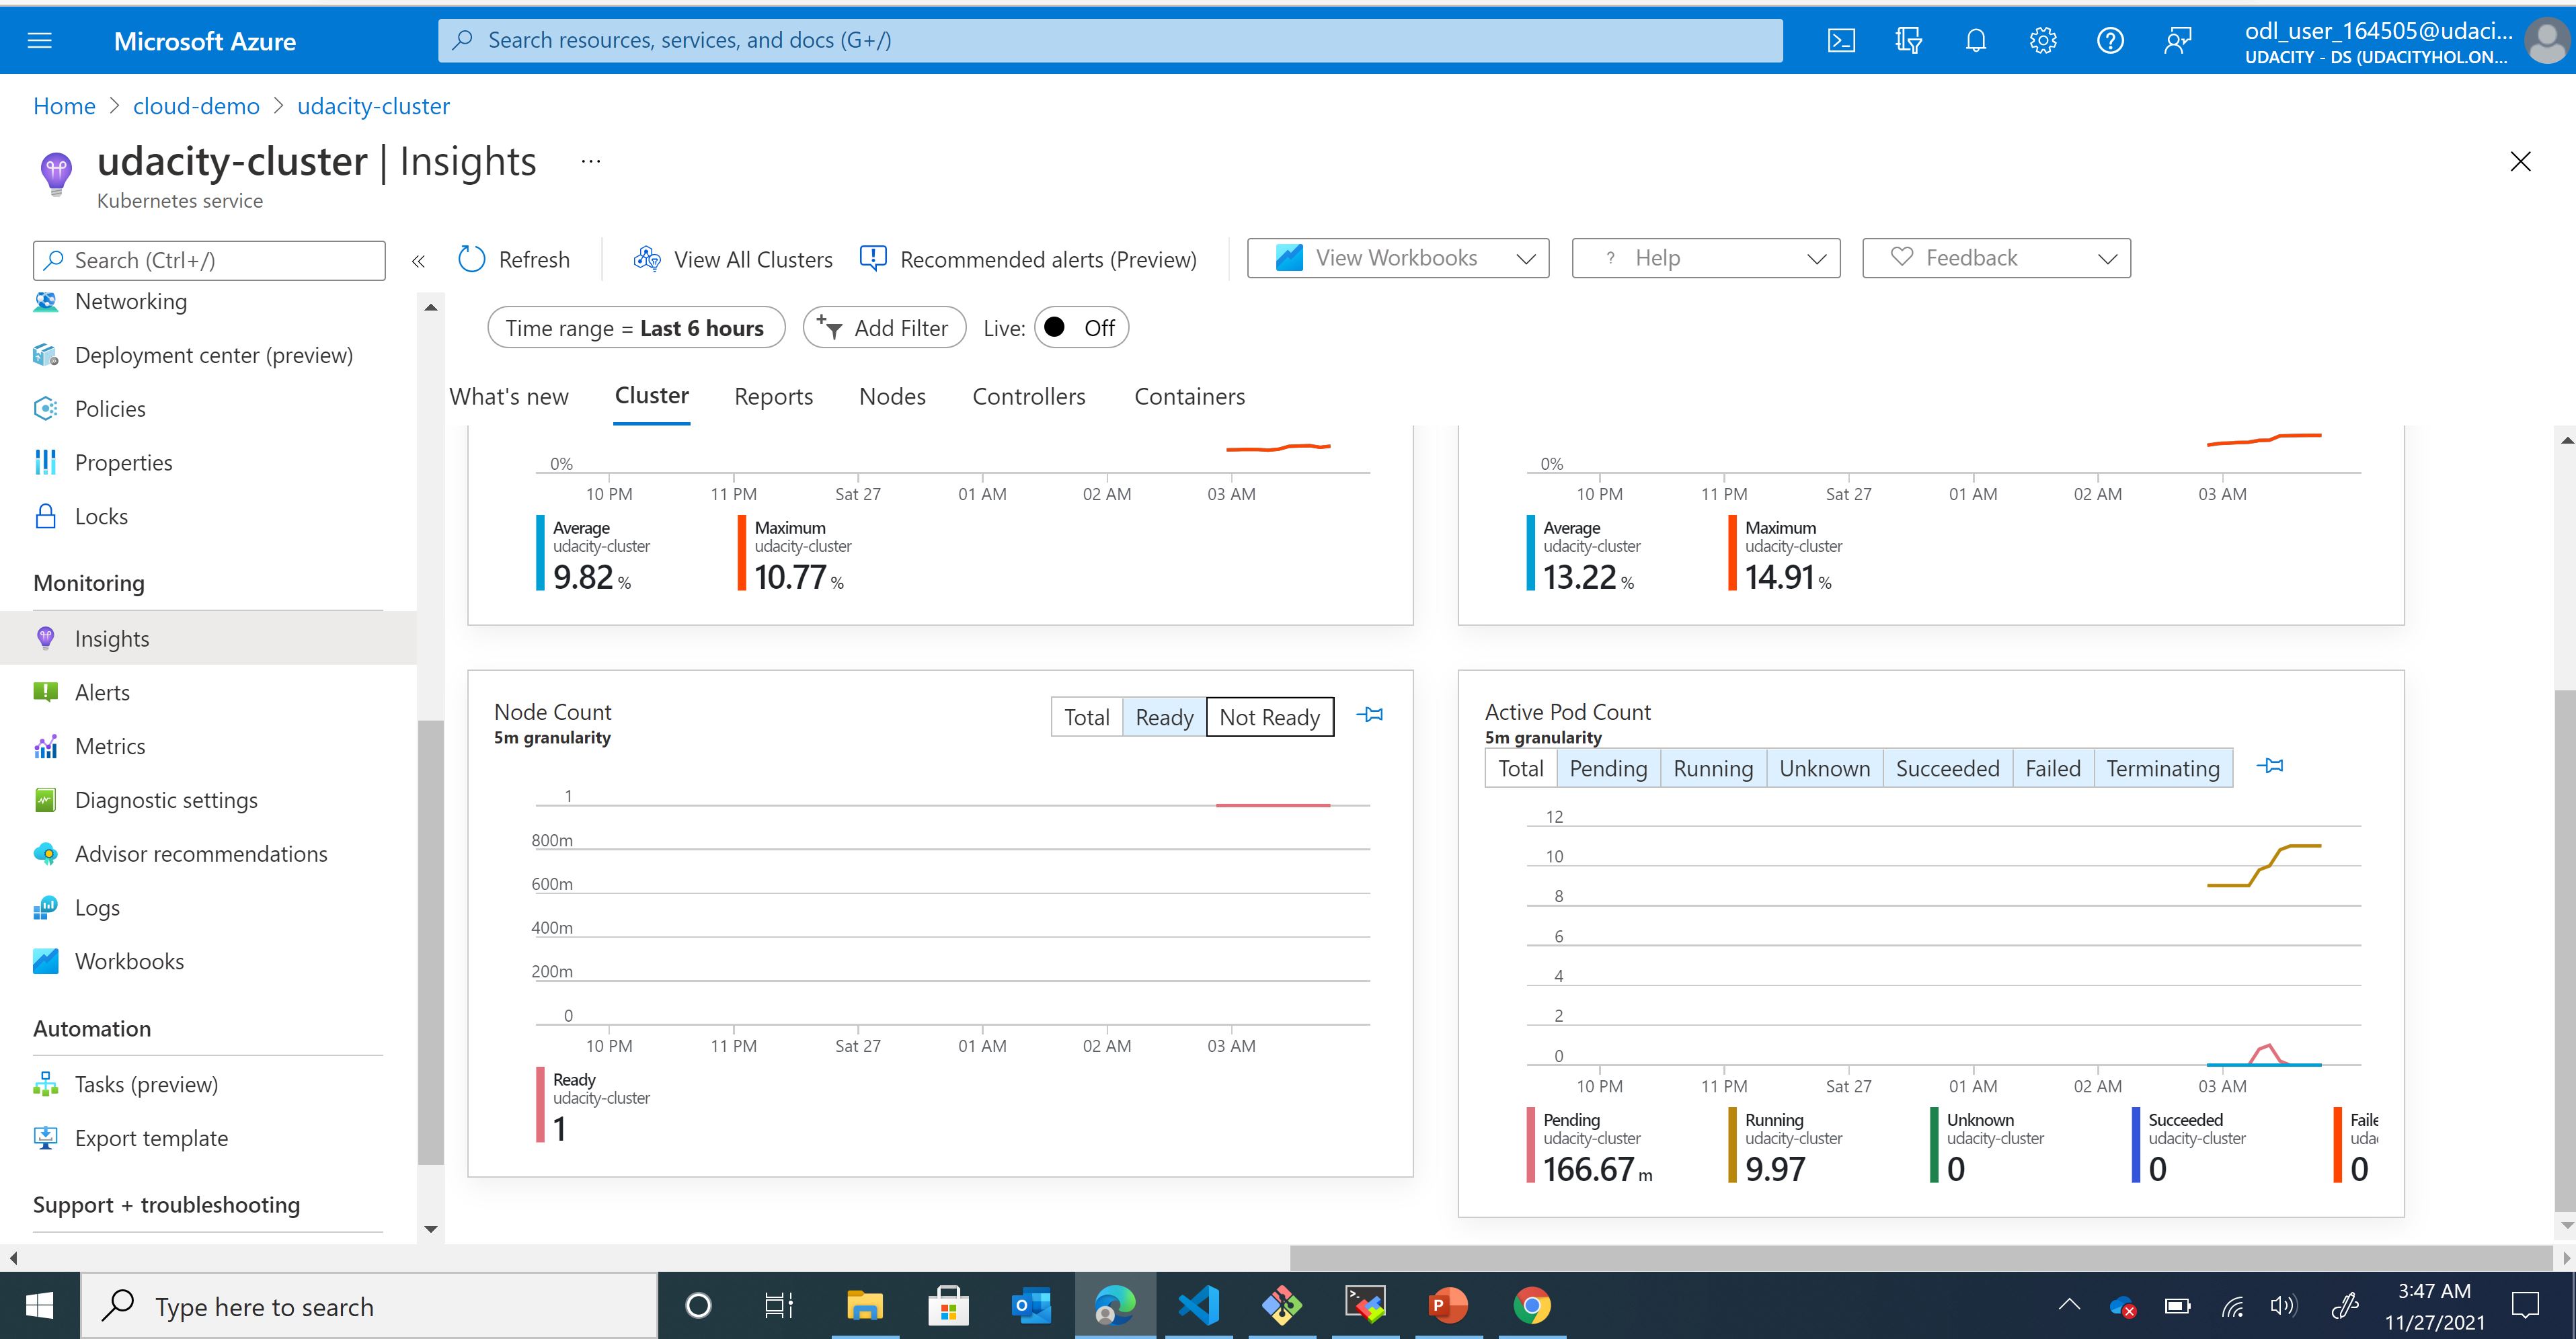 Microsoft Azure
Search resources, services, and docs (G+/)
odl_user_164505@udaci...
UDACITY - DS (UDACITYHOL.ON...
Home > cloud-demo > udacity-cluster
udacity-cluster | Insights ...
Kubernetes service
Search (Ctrl+/)
«
Refresh
View All Clusters
Recommended alerts (Preview)
View Workbooks
? Help
Feedback
Networking
Deployment center (preview)
Policies
Properties
Locks
Monitoring
Insights
Alerts
Metrics
Diagnostic settings
Advisor recommendations
Logs
Workbooks
Automation
Tasks (preview)
Export template
Support + troubleshooting
Time range = Last 6 hours
Add Filter
Live: Off
What's new Cluster Reports Nodes Controllers Containers
0%
10 PM 11 PM Sat 27 01 AM 02 AM 03 AM
Average
udacity-cluster
9.82 %
Maximum
udacity-cluster
10.77 %
0%
10 PM 11 PM Sat 27 01 AM 02 AM 03 AM
Average
udacity-cluster
13.22 %
Maximum
udacity-cluster
14.91 %
Node Count
5m granularity
Total Ready Not Ready
1
800m
600m
400m
200m
0
10 PM 11 PM Sat 27 01 AM 02 AM 03 AM
Ready
udacity-cluster
1
Active Pod Count
5m granularity
Total Pending Running Unknown Succeeded Failed Terminating
12
10
8
6
4
2
0
10 PM 11 PM Sat 27 01 AM 02 AM 03 AM
Pending
udacity-cluster
166.67 m
Running
udacity-cluster
9.97
Unknown
udacity-cluster
0
Succeeded
udacity-cluster
0
Faile
uda
0
Type here to search
3:47 AM
11/27/2021